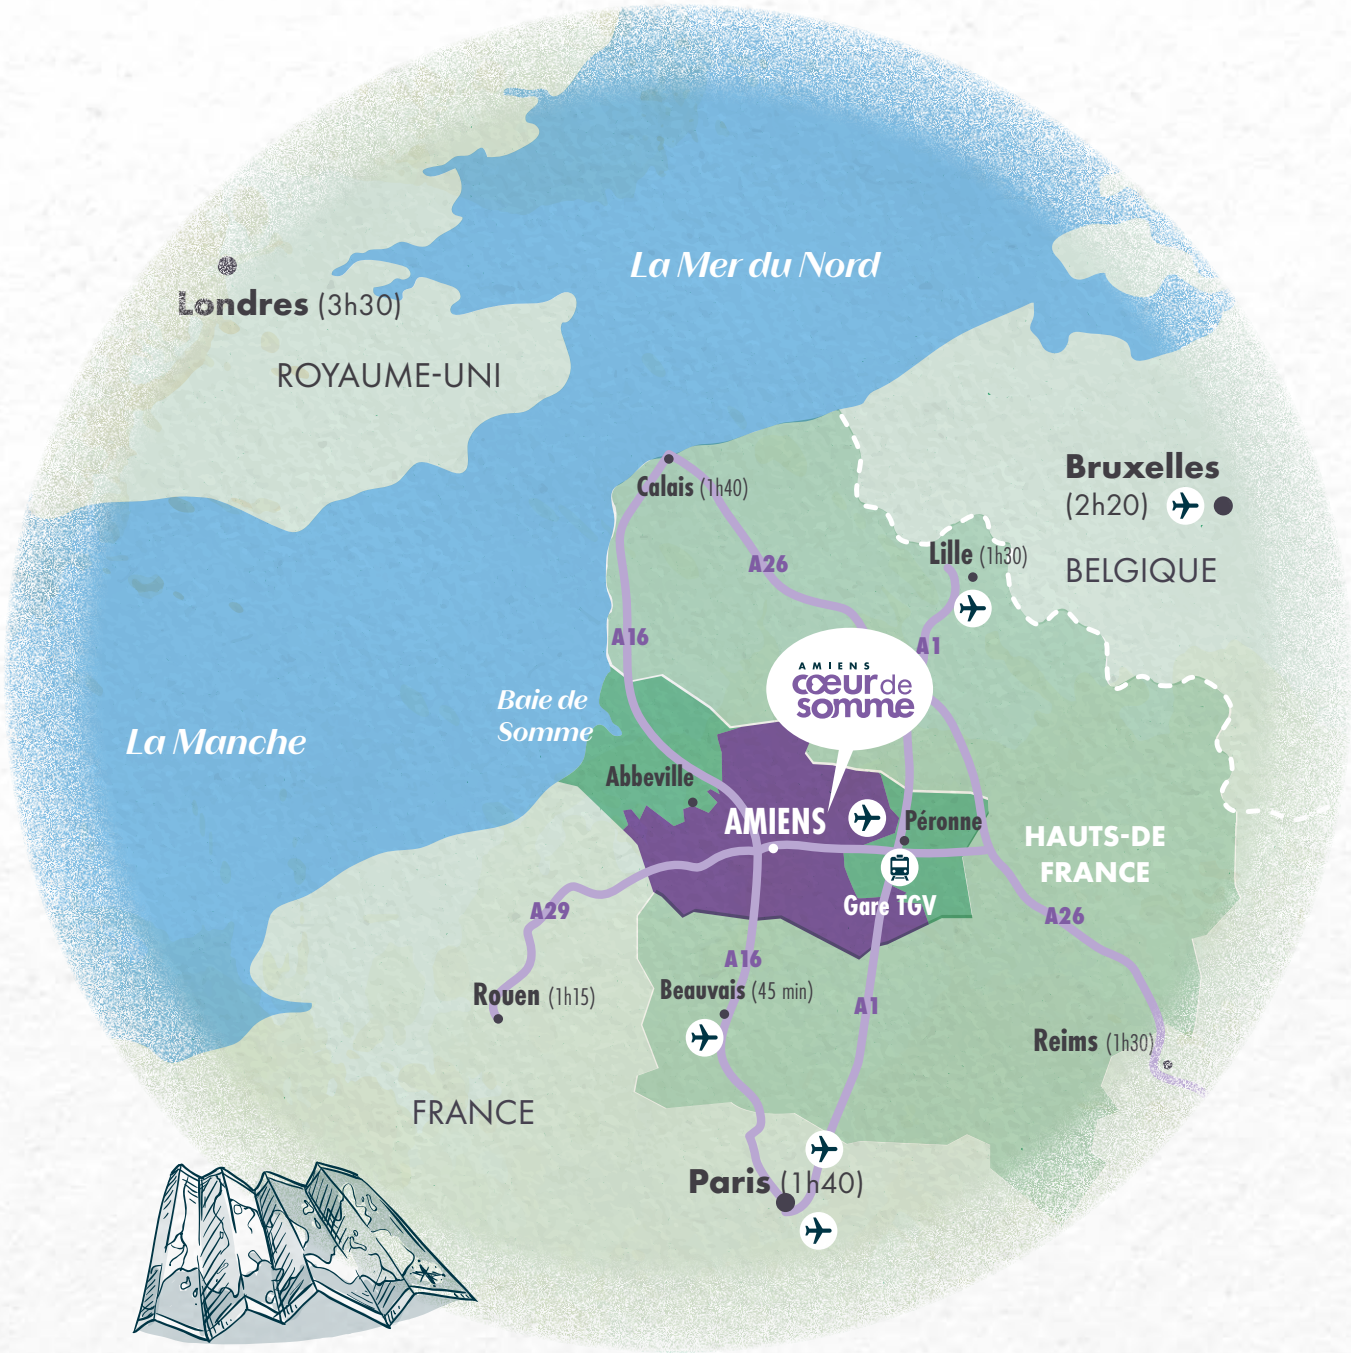 La Mer du Nord
Londres (3h30)
ROYAUME-UNI
Bruxelles
(2h20)
BELGIQUE
Calais (1h40)
Lille (1h30)
A26
A16
A1
AMIENS
cœur de
somme
Baie de
Somme
La Manche
Abbeville
AMIENS
Péronne
HAUTS-DE
FRANCE
Gare TGV
A29
A26
A16
Rouen (1h15)
Beauvais (45 min)
A1
Reims (1h30)
FRANCE
Paris (1h40)